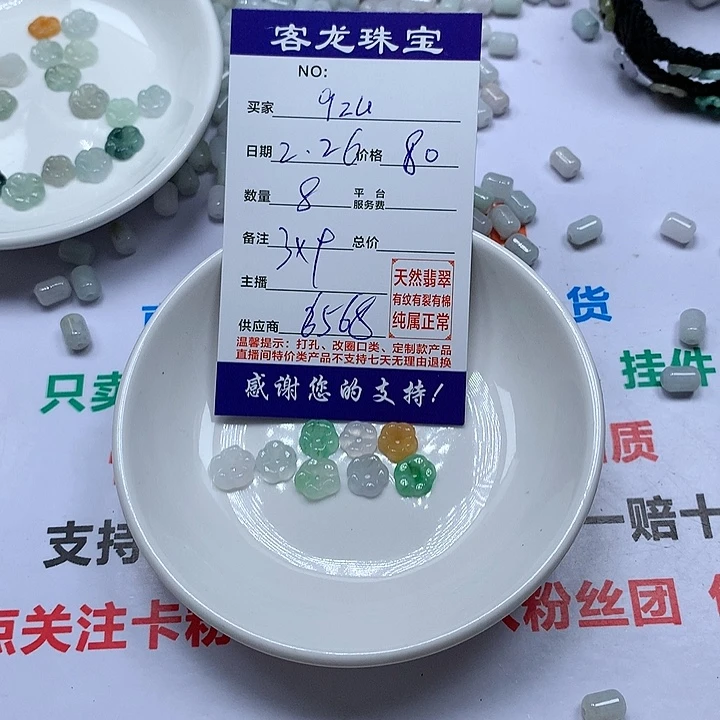 客龙珠宝
NO:
买家 924
日期 2.26 价格 80
数量 8 平台服务费
备注 3x9 总价
主播
天然翡翠
有纹有裂有棉
纯属正常
供应商 6568
温馨提示：打孔、改圈口类、定制款产品
直播间特价类产品不支持七天无理由退换
感谢您的支持！
货
只卖
挂件
质
支持
一赔十
点关注卡粉
粉丝团